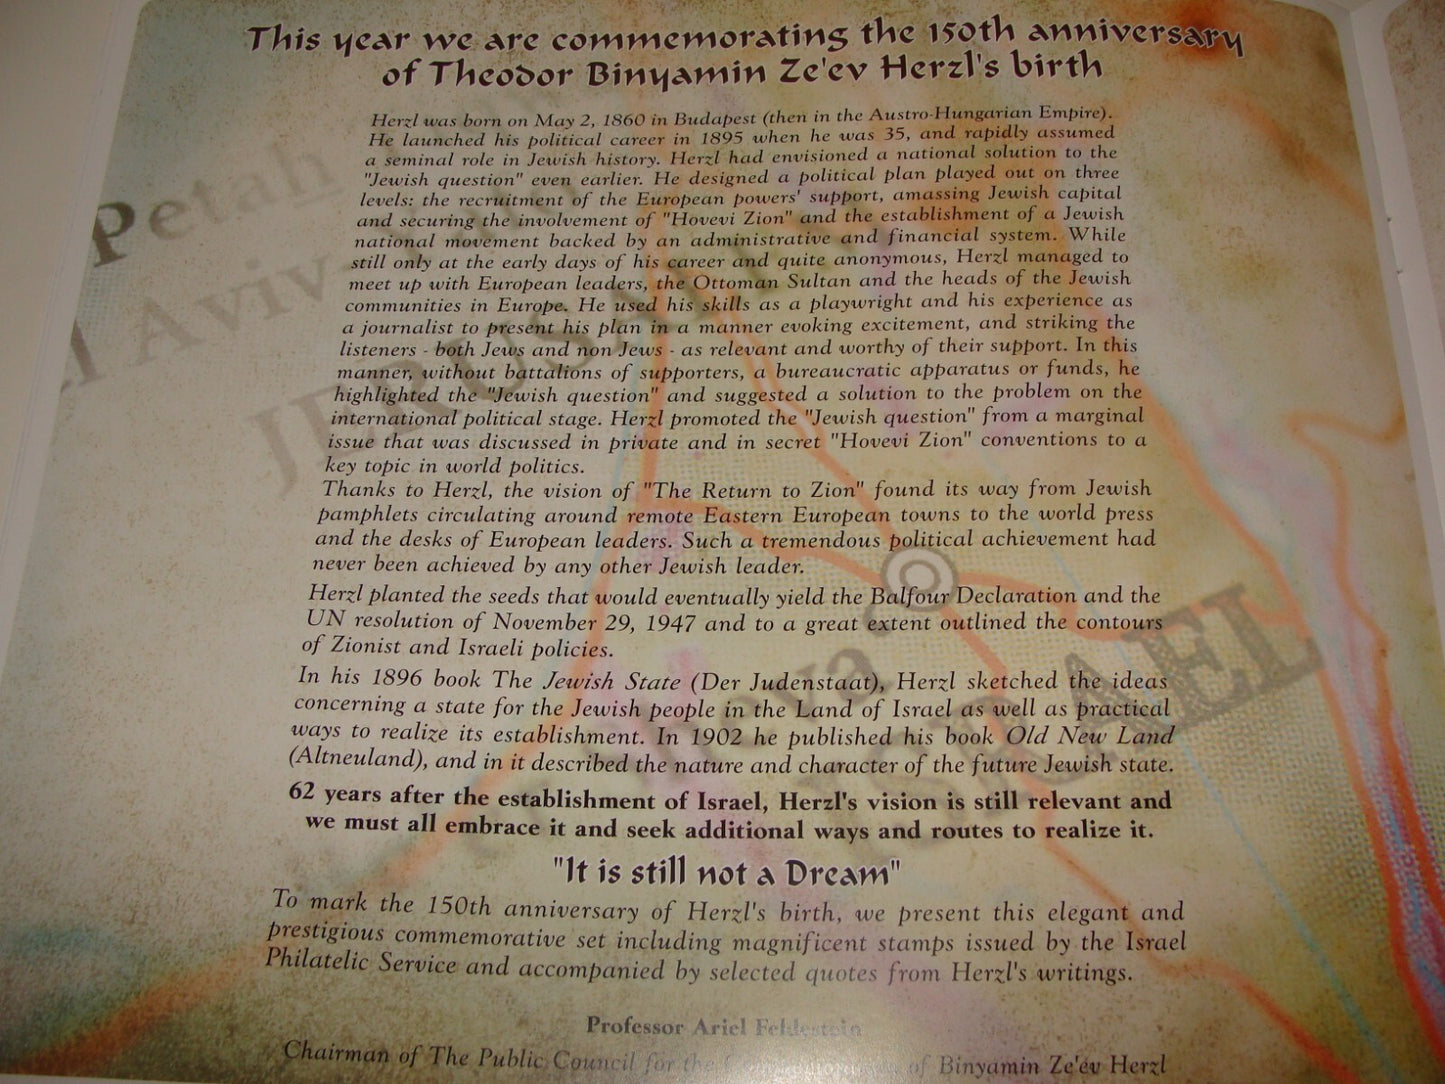 This year we are commemorating the 150th anniversary
of Theodor Binyamin Ze'ev Herzl's birth
Herzl was born on May 2, 1860 in Budapest (then in the Austro-Hungarian Empire).
He launched his political career in 1895 when he was 35, and rapidly assumed
a seminal role in Jewish history. Herzl had envisioned a national solution to the
"Jewish question" even earlier. He designed a political plan played out on three
levels: the recruitment of the European powers' support, amassing Jewish capital
and securing the involvement of "Hovevi Zion" and the establishment of a Jewish
national movement backed by an administrative and financial system. While
still only at the early days of his career and quite anonymous, Herzl managed to
meet up with European leaders, the Ottoman Sultan and the heads of the Jewish
communities in Europe. He used his skills as a playwright and his experience as
a journalist to present his plan in a manner evoking excitement, and striking the
listeners - both Jews and non Jews - as relevant and worthy of their support. In this
manner, without battalions of supporters, a bureaucratic apparatus or funds, he
highlighted the "Jewish question" and suggested a solution to the problem on the
international political stage. Herzl promoted the "Jewish question" from a marginal
issue that was discussed in private and in secret "Hovevi Zion" conventions to a
key topic in world politics.
Thanks to Herzl, the vision of "The Return to Zion" found its way from Jewish
pamphlets circulating around remote Eastern European towns to the world press
and the desks of European leaders. Such a tremendous political achievement had
never been achieved by any other Jewish leader.
Herzl planted the seeds that would eventually yield the Balfour Declaration and the
UN resolution of November 29, 1947 and to a great extent outlined the contours
of Zionist and Israeli policies.
In his 1896 book The Jewish State (Der Judenstaat), Herzl sketched the ideas
concerning a state for the Jewish people in the Land of Israel as well as practical
ways to realize its establishment. In 1902 he published his book Old New Land
(Altneuland), and in it described the nature and character of the future Jewish state.
62 years after the establishment of Israel, Herzl's vision is still relevant and
we must all embrace it and seek additional ways and routes to realize it.
"It is still not a Dream"
To mark the 150th anniversary of Herzl's birth, we present this elegant and
prestigious commemorative set including magnificent stamps issued by the Israel
Philatelic Service and accompanied by selected quotes from Herzl's writings.
Professor Ariel Feldestein
Chairman of The Public Council for the of Binyamin Ze'ev Herzl
Petain
Aviv
ISRAEL